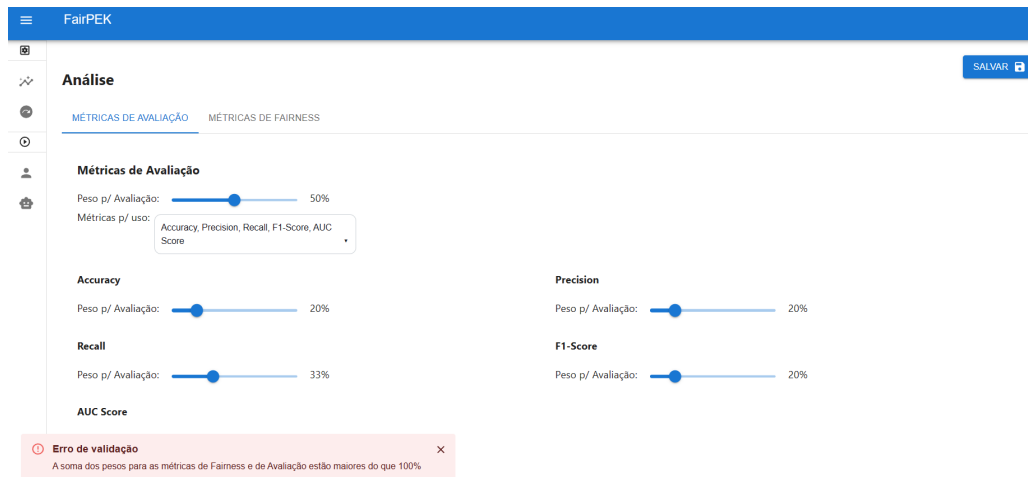 FairPEK
SALVAR
Análise
MÉTRICAS DE AVALIAÇÃO MÉTRICAS DE FAIRNESS
Métricas de Avaliação
Peso p/ Avaliação: 50%
Métricas p/ uso:
Accuracy, Precision, Recall, F1-Score, AUC
Score
Accuracy
Precision
Peso p/ Avaliação: 20%
Peso p/ Avaliação: 20%
Recall
F1-Score
Peso p/ Avaliação: 33%
Peso p/ Avaliação: 20%
AUC Score
Erro de validação
A soma dos pesos para as métricas de Fairness e de Avaliação estão maiores do que 100%